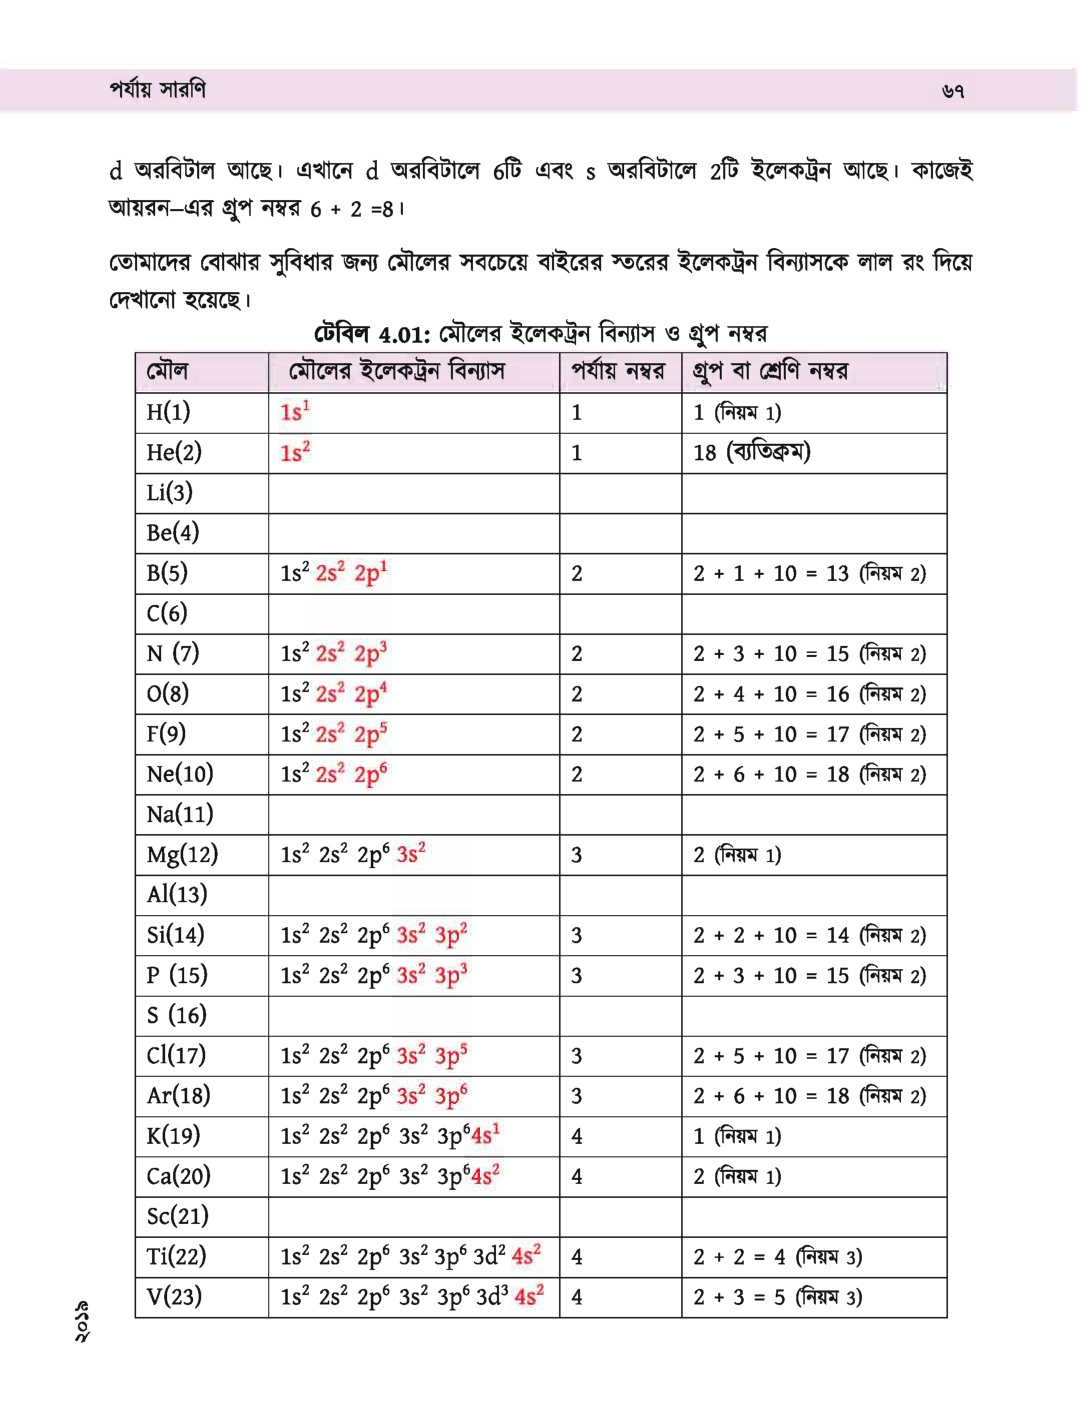 পর্যায় সারণি ৬৭
d অরবিটাল আছে। এখানে d অরবিটালে 6টি এবং s অরবিটালে 2টি ইলেকট্রন আছে। কাজেই
আয়রন–এর গ্রুপ নম্বর 6 + 2 =8।
তোমাদের বোঝার সুবিধার জন্য মৌলের সবচেয়ে বাইরের স্তরের ইলেকট্রন বিন্যাসকে লাল রং দিয়ে
দেখানো হয়েছে।
টেবিল 4.01: মৌলের ইলেকট্রন বিন্যাস ও গ্রুপ নম্বর
মৌল মৌলের ইলেকট্রন বিন্যাস পর্যায় নম্বর গ্রুপ বা শ্রেণি নম্বর
H(1) 1s¹ 1 1 (নিয়ম 1)
He(2) 1s² 1 18 (ব্যতিক্রম)
Li(3)
Be(4)
B(5) 1s² 2s² 2p¹ 2 2 + 1 + 10 = 13 (নিয়ম 2)
C(6)
N (7) 1s² 2s² 2p³ 2 2 + 3 + 10 = 15 (নিয়ম 2)
O(8) 1s² 2s² 2p⁴ 2 2 + 4 + 10 = 16 (নিয়ম 2)
F(9) 1s² 2s² 2p⁵ 2 2 + 5 + 10 = 17 (নিয়ম 2)
Ne(10) 1s² 2s² 2p⁶ 2 2 + 6 + 10 = 18 (নিয়ম 2)
Na(11)
Mg(12) 1s² 2s² 2p⁶ 3s² 3 2 (নিয়ম 1)
Al(13)
Si(14) 1s² 2s² 2p⁶ 3s² 3p² 3 2 + 2 + 10 = 14 (নিয়ম 2)
P (15) 1s² 2s² 2p⁶ 3s² 3p³ 3 2 + 3 + 10 = 15 (নিয়ম 2)
S (16)
Cl(17) 1s² 2s² 2p⁶ 3s² 3p⁵ 3 2 + 5 + 10 = 17 (নিয়ম 2)
Ar(18) 1s² 2s² 2p⁶ 3s² 3p⁶ 3 2 + 6 + 10 = 18 (নিয়ম 2)
K(19) 1s² 2s² 2p⁶ 3s² 3p⁶4s¹ 4 1 (নিয়ম 1)
Ca(20) 1s² 2s² 2p⁶ 3s² 3p⁶4s² 4 2 (নিয়ম 1)
Sc(21)
Ti(22) 1s² 2s² 2p⁶ 3s² 3p⁶ 3d² 4s² 4 2 + 2 = 4 (নিয়ম 3)
V(23) 1s² 2s² 2p⁶ 3s² 3p⁶ 3d³ 4s² 4 2 + 3 = 5 (নিয়ম 3)
২০১৯